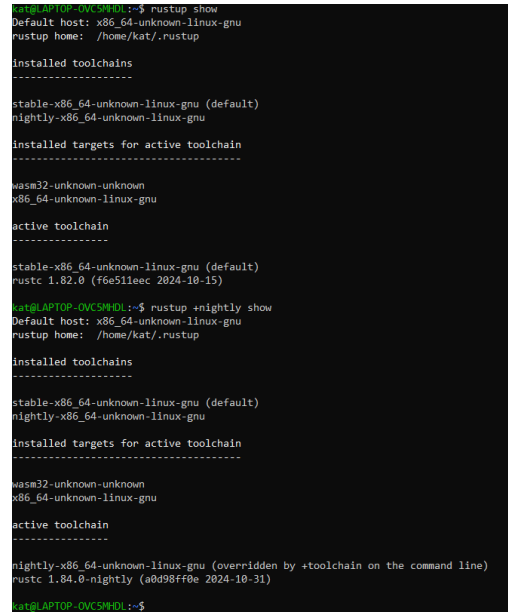 kat@LAPTOP-OVC5MHDL:~$ rustup show
Default host: x86_64-unknown-linux-gnu
rustup home:  /home/kat/.rustup
installed toolchains
--------------------
stable-x86_64-unknown-linux-gnu (default)
nightly-x86_64-unknown-linux-gnu
installed targets for active toolchain
--------------------------------------
wasm32-unknown-unknown
x86_64-unknown-linux-gnu
active toolchain
----------------
stable-x86_64-unknown-linux-gnu (default)
rustc 1.82.0 (f6e511eec 2024-10-15)
kat@LAPTOP-OVC5MHDL:~$ rustup +nightly show
Default host: x86_64-unknown-linux-gnu
rustup home:  /home/kat/.rustup
installed toolchains
--------------------
stable-x86_64-unknown-linux-gnu (default)
nightly-x86_64-unknown-linux-gnu
installed targets for active toolchain
--------------------------------------
wasm32-unknown-unknown
x86_64-unknown-linux-gnu
active toolchain
----------------
nightly-x86_64-unknown-linux-gnu (overridden by +toolchain on the command line)
rustc 1.84.0-nightly (a0d98ff0e 2024-10-31)
kat@LAPTOP-OVC5MHDL:~$